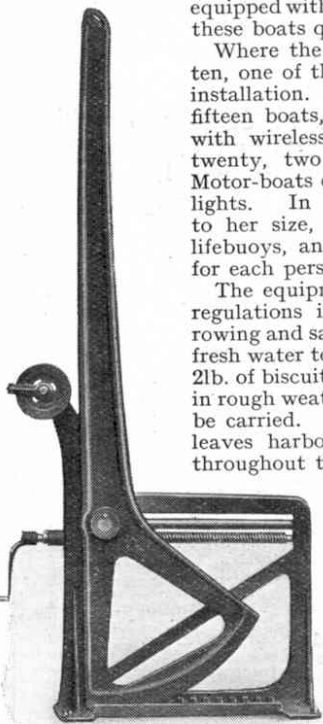 equipped with
these boats q
Where the
ten, one of th
installation.
fifteen boats,
with wireless
twenty, two
Motor-boats
lights. In
to her size,
lifebuoys, an
for each perso
The equipm
regulations i
rowing and sa
fresh water to
2lb. of biscuit
in rough weat
be carried.
leaves harbo
throughout t